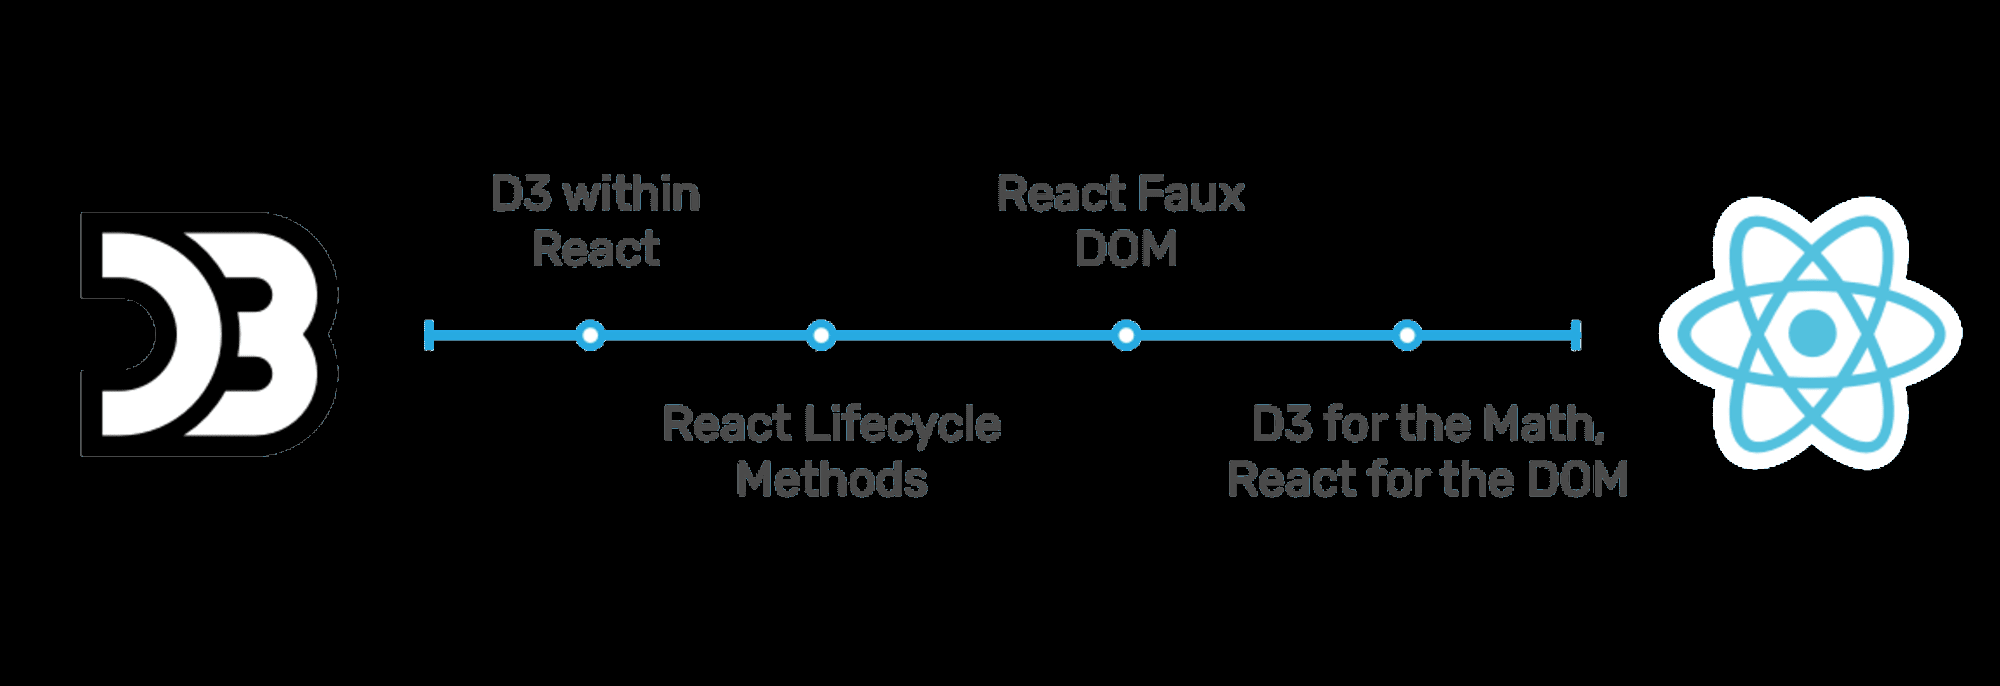 D3
D3 within
React
React Lifecycle
Methods
React Faux
DOM
D3 for the Math,
React for the DOM